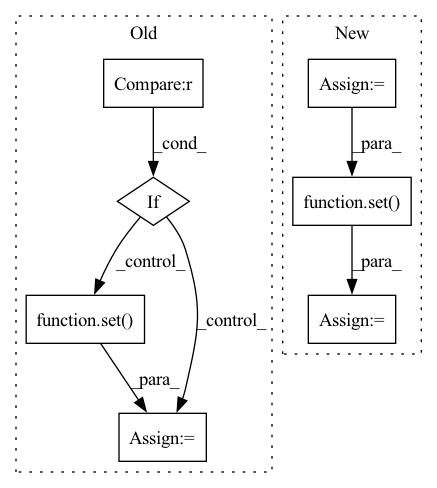 Old
New
Compare:r
Assign:=
_cond_
_para_
If
function.set()
_control_
_para_
function.set()
_control_
Assign:=
_para_
Assign:=